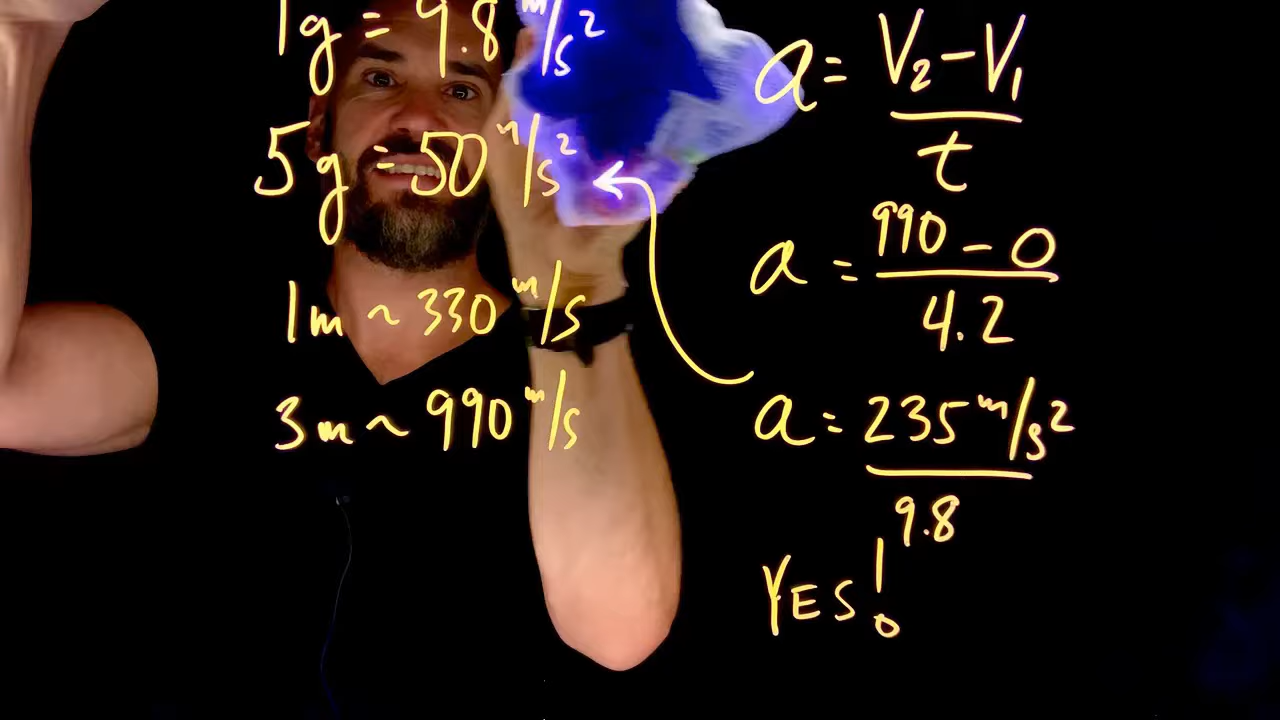 1g = 9.8 m/s²
5g = 50 m/s²
1m ~ 330 m/s
3m ~ 990 m/s
a = V₂ - V₁
t
a = 990 - 0
4.2
a = 235 m/s²
9.8
YES!